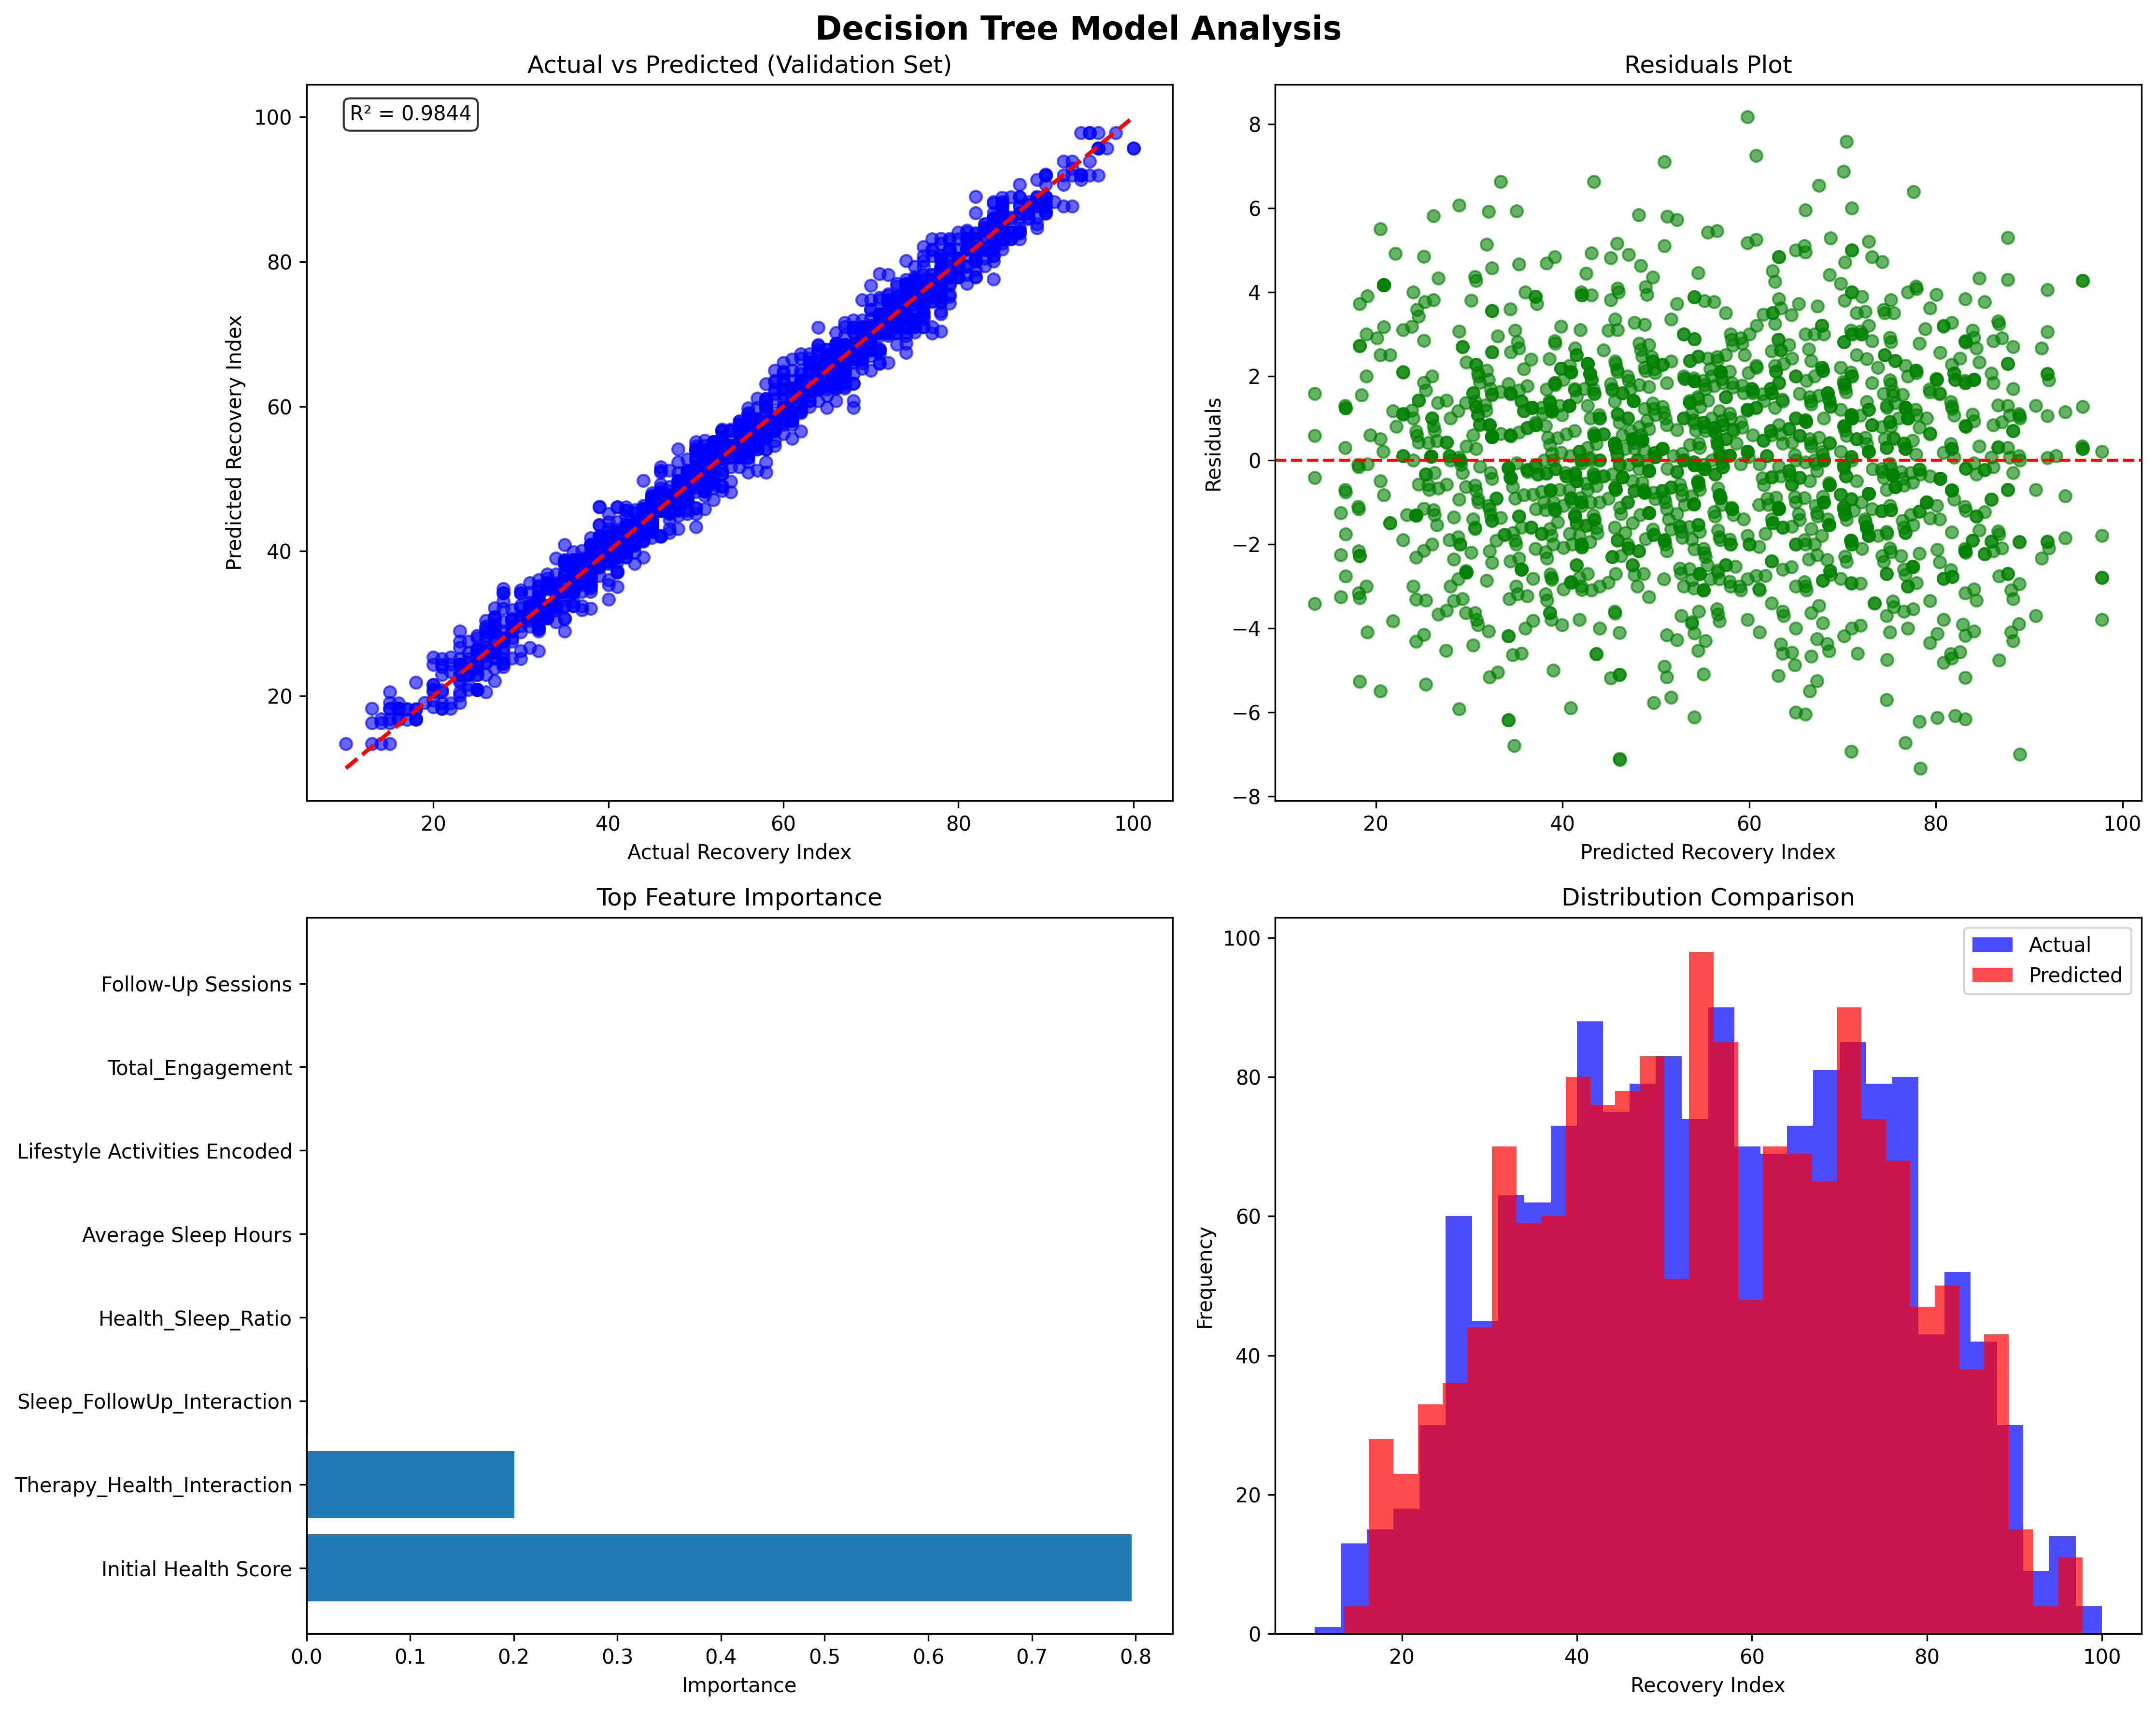 Decision Tree Model Analysis
Actual vs Predicted (Validation Set)
R² = 0.9844
100
80
60
40
20
Predicted Recovery Index
20 40 60 80 100
Actual Recovery Index
Residuals Plot
8
6
4
2
0
−2
−4
−6
−8
Residuals
20 40 60 80 100
Predicted Recovery Index
Top Feature Importance
Follow-Up Sessions
Total_Engagement
Lifestyle Activities Encoded
Average Sleep Hours
Health_Sleep_Ratio
Sleep_FollowUp_Interaction
Therapy_Health_Interaction
Initial Health Score
0.0 0.1 0.2 0.3 0.4 0.5 0.6 0.7 0.8
Importance
Distribution Comparison
Actual
Predicted
100
80
60
40
20
0
Frequency
20 40 60 80 100
Recovery Index